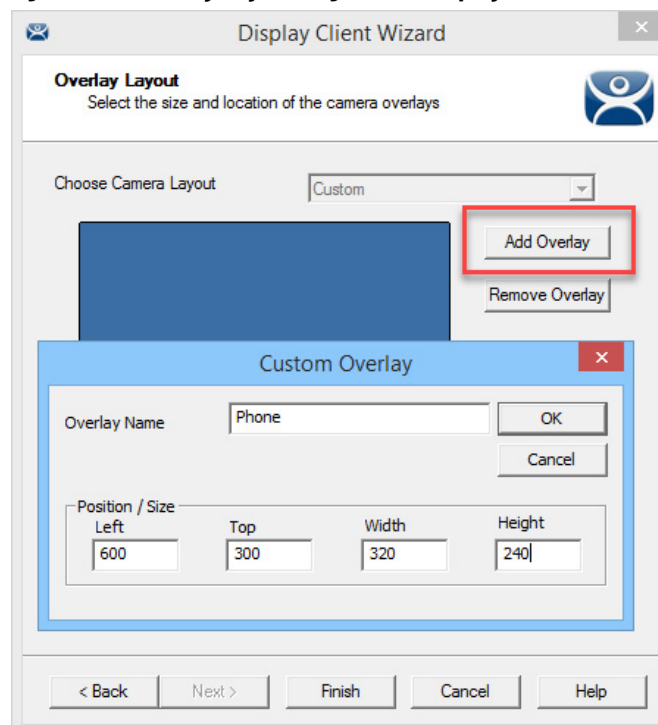 Display Client Wizard
Overlay Layout
Select the size and location of the camera overlays
Choose Camera Layout
Custom
Add Overlay
Remove Overlay
Custom Overlay
Overlay Name
Phone
OK
Cancel
Position / Size
Left Top Width Height
600 300 320 240
< Back Next > Finish Cancel Help